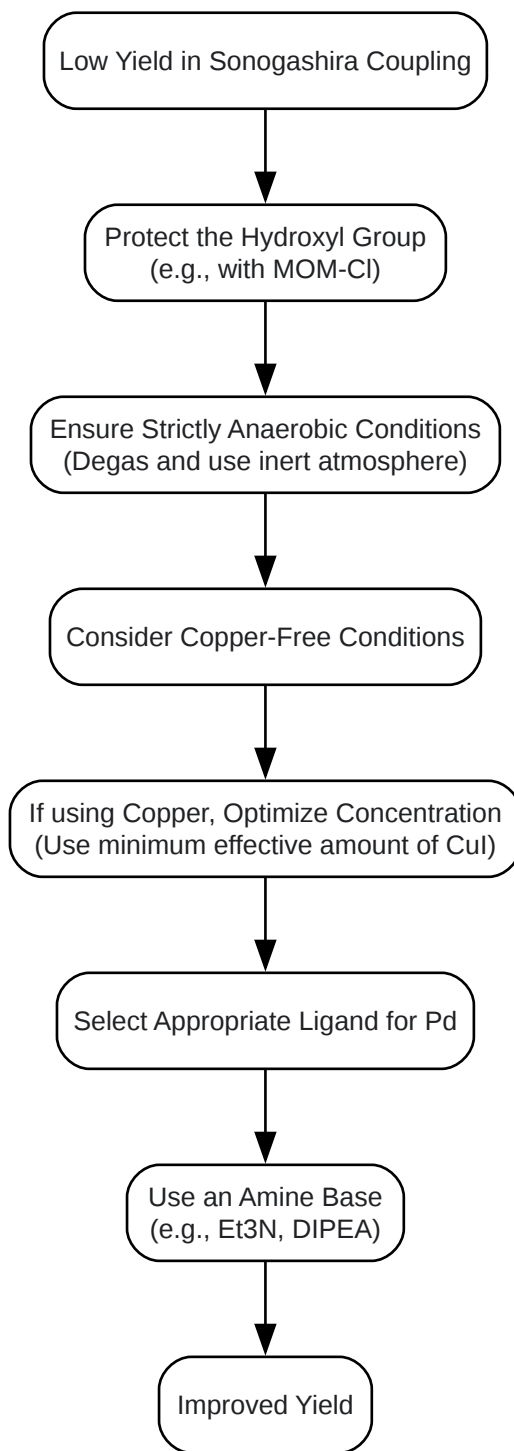 Low Yield in Sonogashira Coupling
Protect the Hydroxyl Group
(e.g., with MOM-Cl)
Ensure Strictly Anaerobic Conditions
(Degas and use inert atmosphere)
Consider Copper-Free Conditions
If using Copper, Optimize Concentration
(Use minimum effective amount of CuI)
Select Appropriate Ligand for Pd
Use an Amine Base
(e.g., Et3N, DIPEA)
Improved Yield